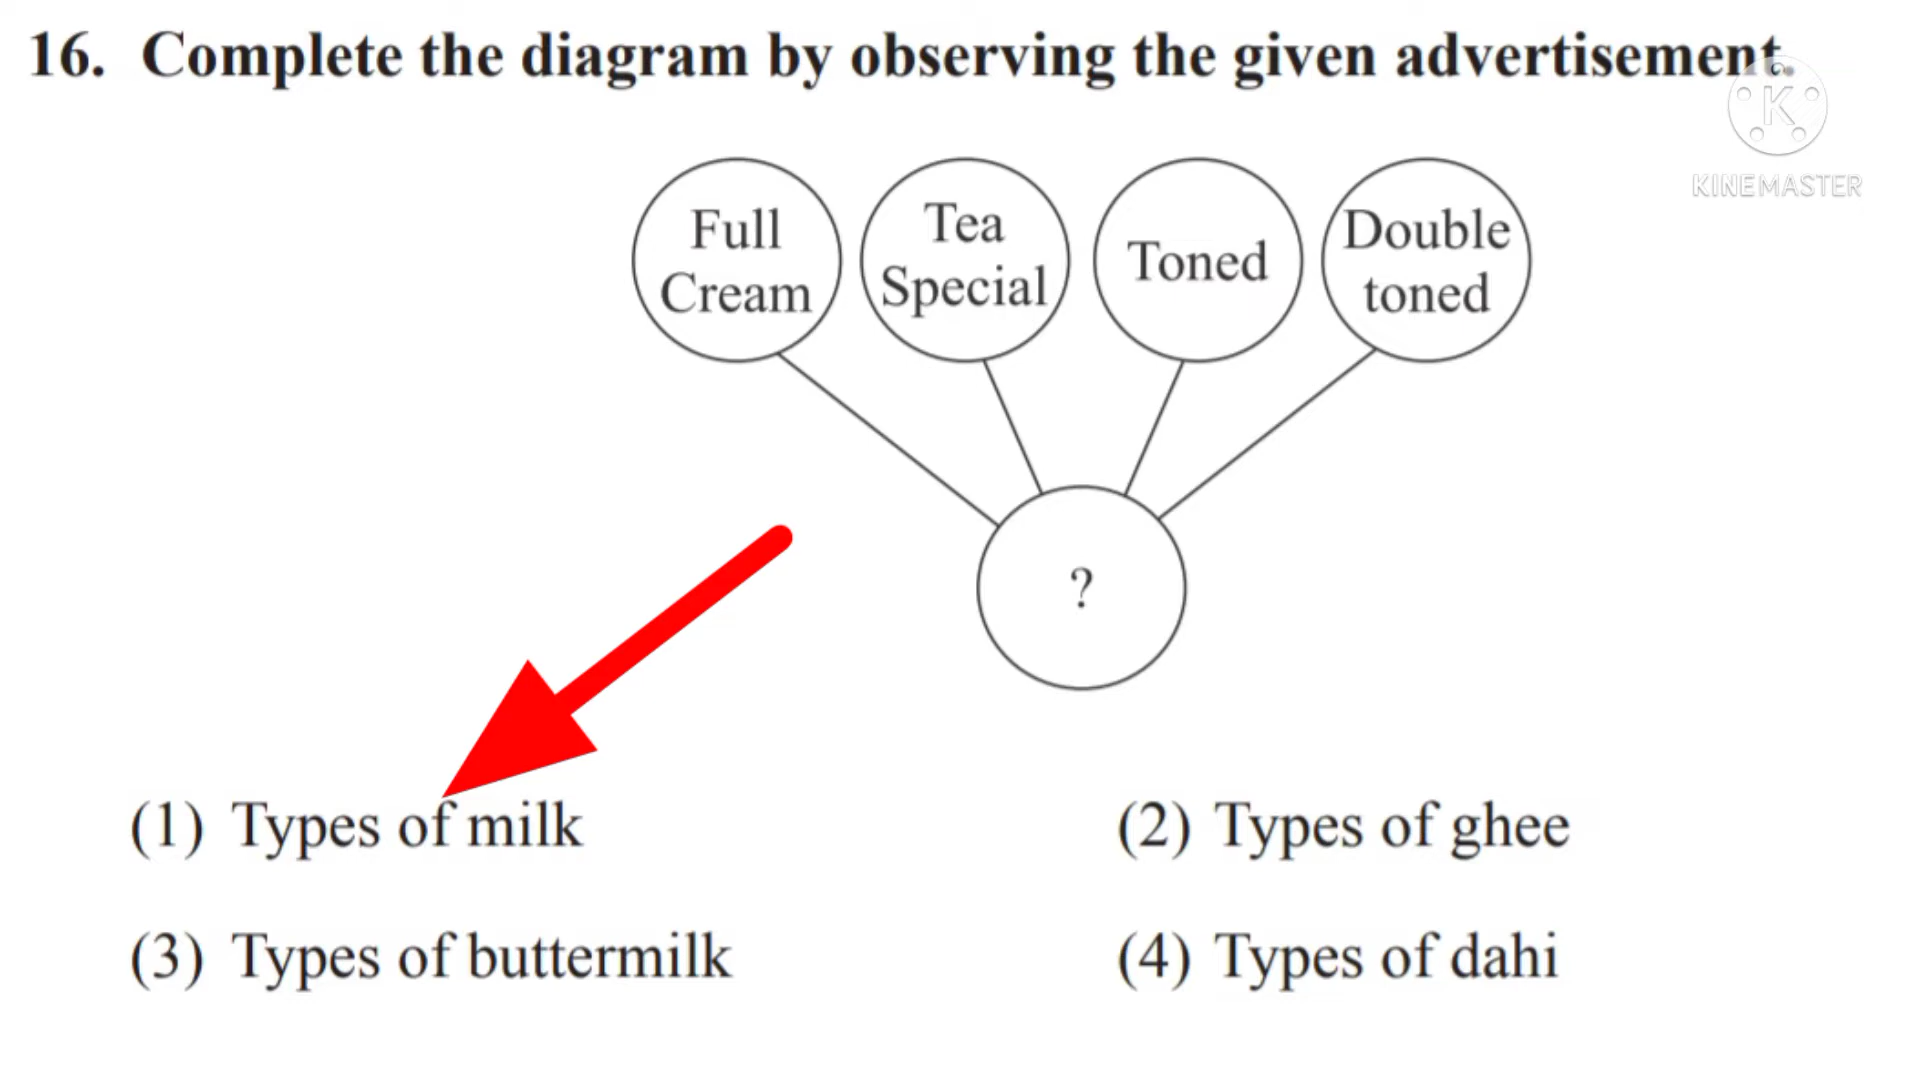 16. Complete the diagram by observing the given advertisement.
K
KINEMASTER
Full
Cream
Tea
Special
Toned
Double
toned
?
(1) Types of milk
(2) Types of ghee
(3) Types of buttermilk
(4) Types of dahi